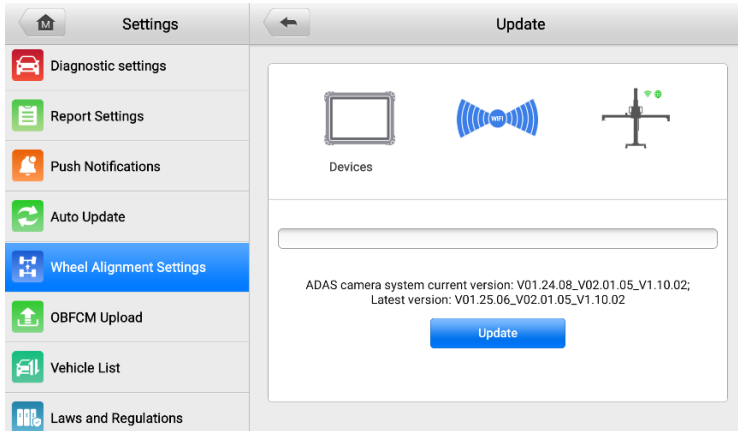 M
Settings
Update
Diagnostic settings
Report Settings
Push Notifications
Auto Update
Wheel Alignment Settings
OBFCM Upload
Vehicle List
Laws and Regulations
WIFI
Devices
ADAS camera system current version: V01.24.08_V02.01.05_V1.10.02;
Latest version: V01.25.06_V02.01.05_V1.10.02
Update